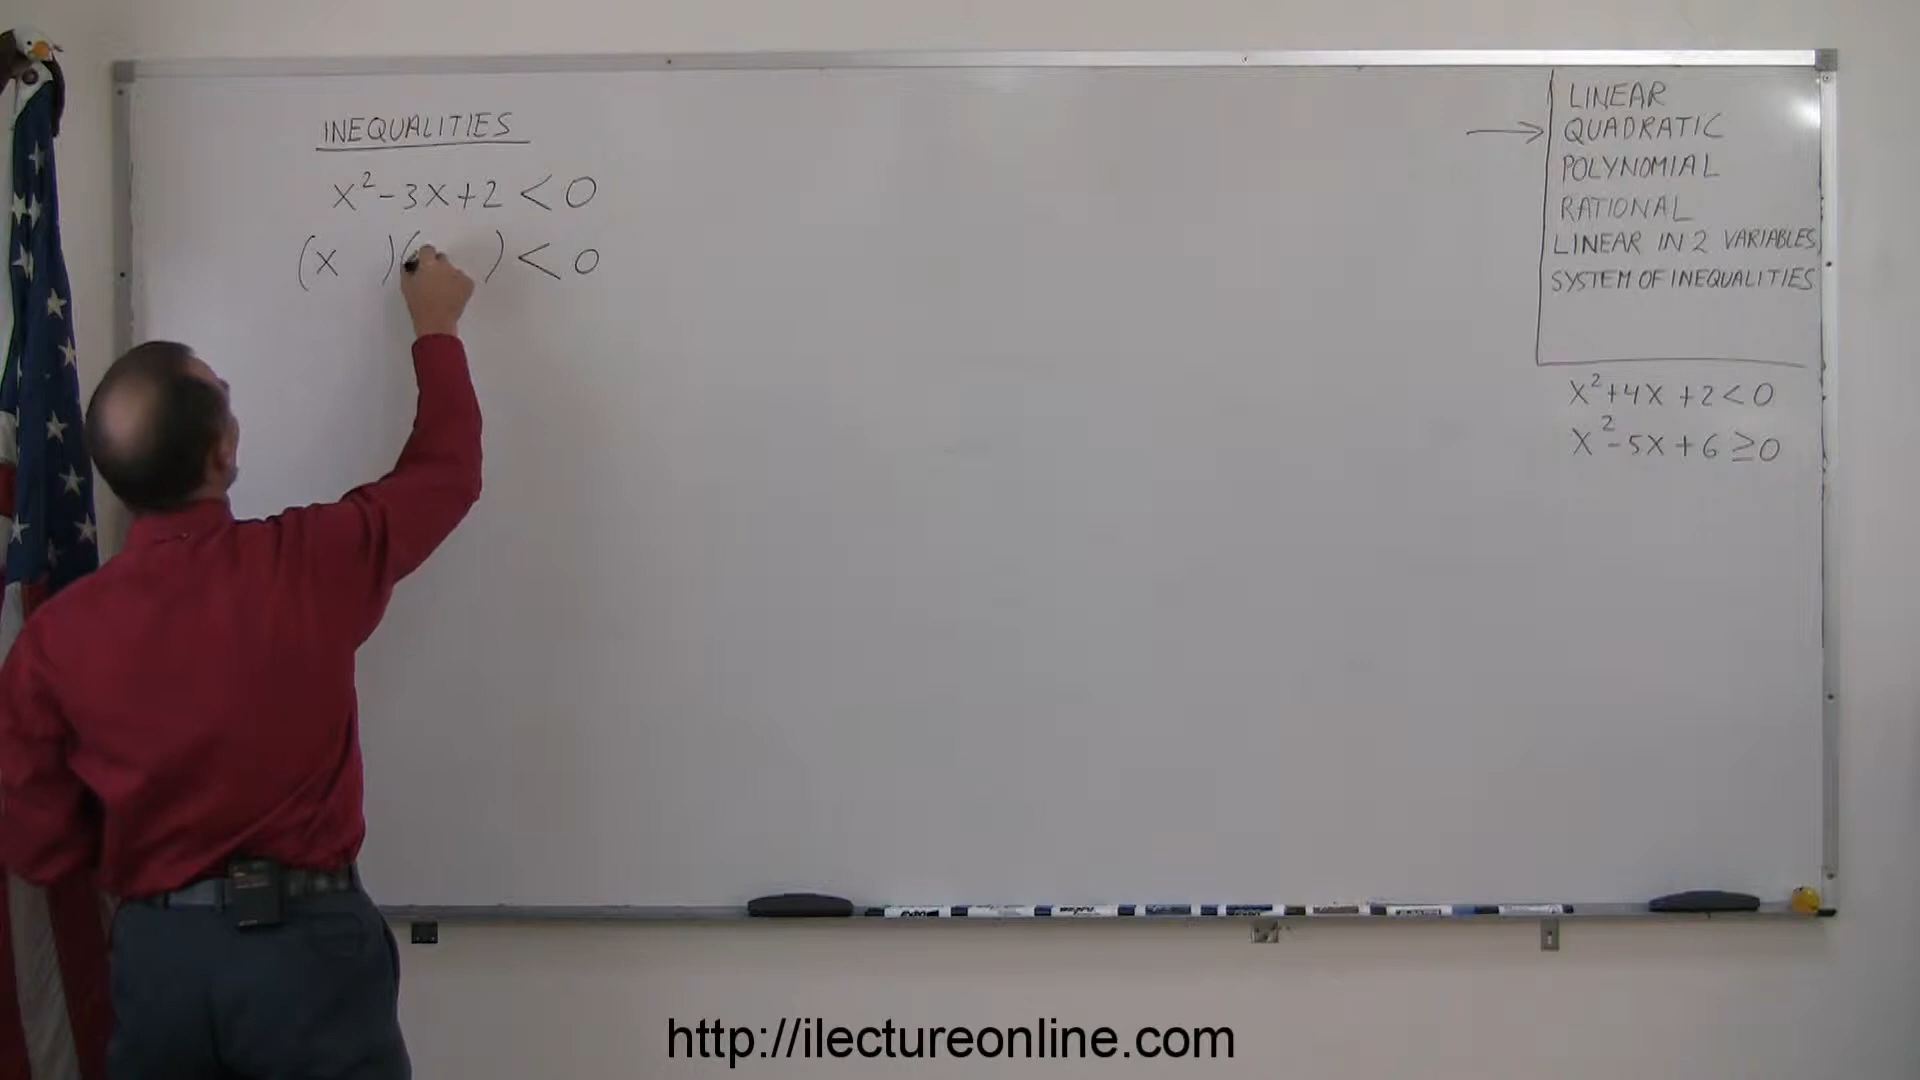 INEQUALITIES
x²-3x+2<0
(x )( )<0
LINEAR
QUADRATIC
POLYNOMIAL
RATIONAL
LINEAR IN 2 VARIABLES
SYSTEM OF INEQUALITIES
x²+4x+2<0
x²-5x+6≥0
http://ilectureonline.com